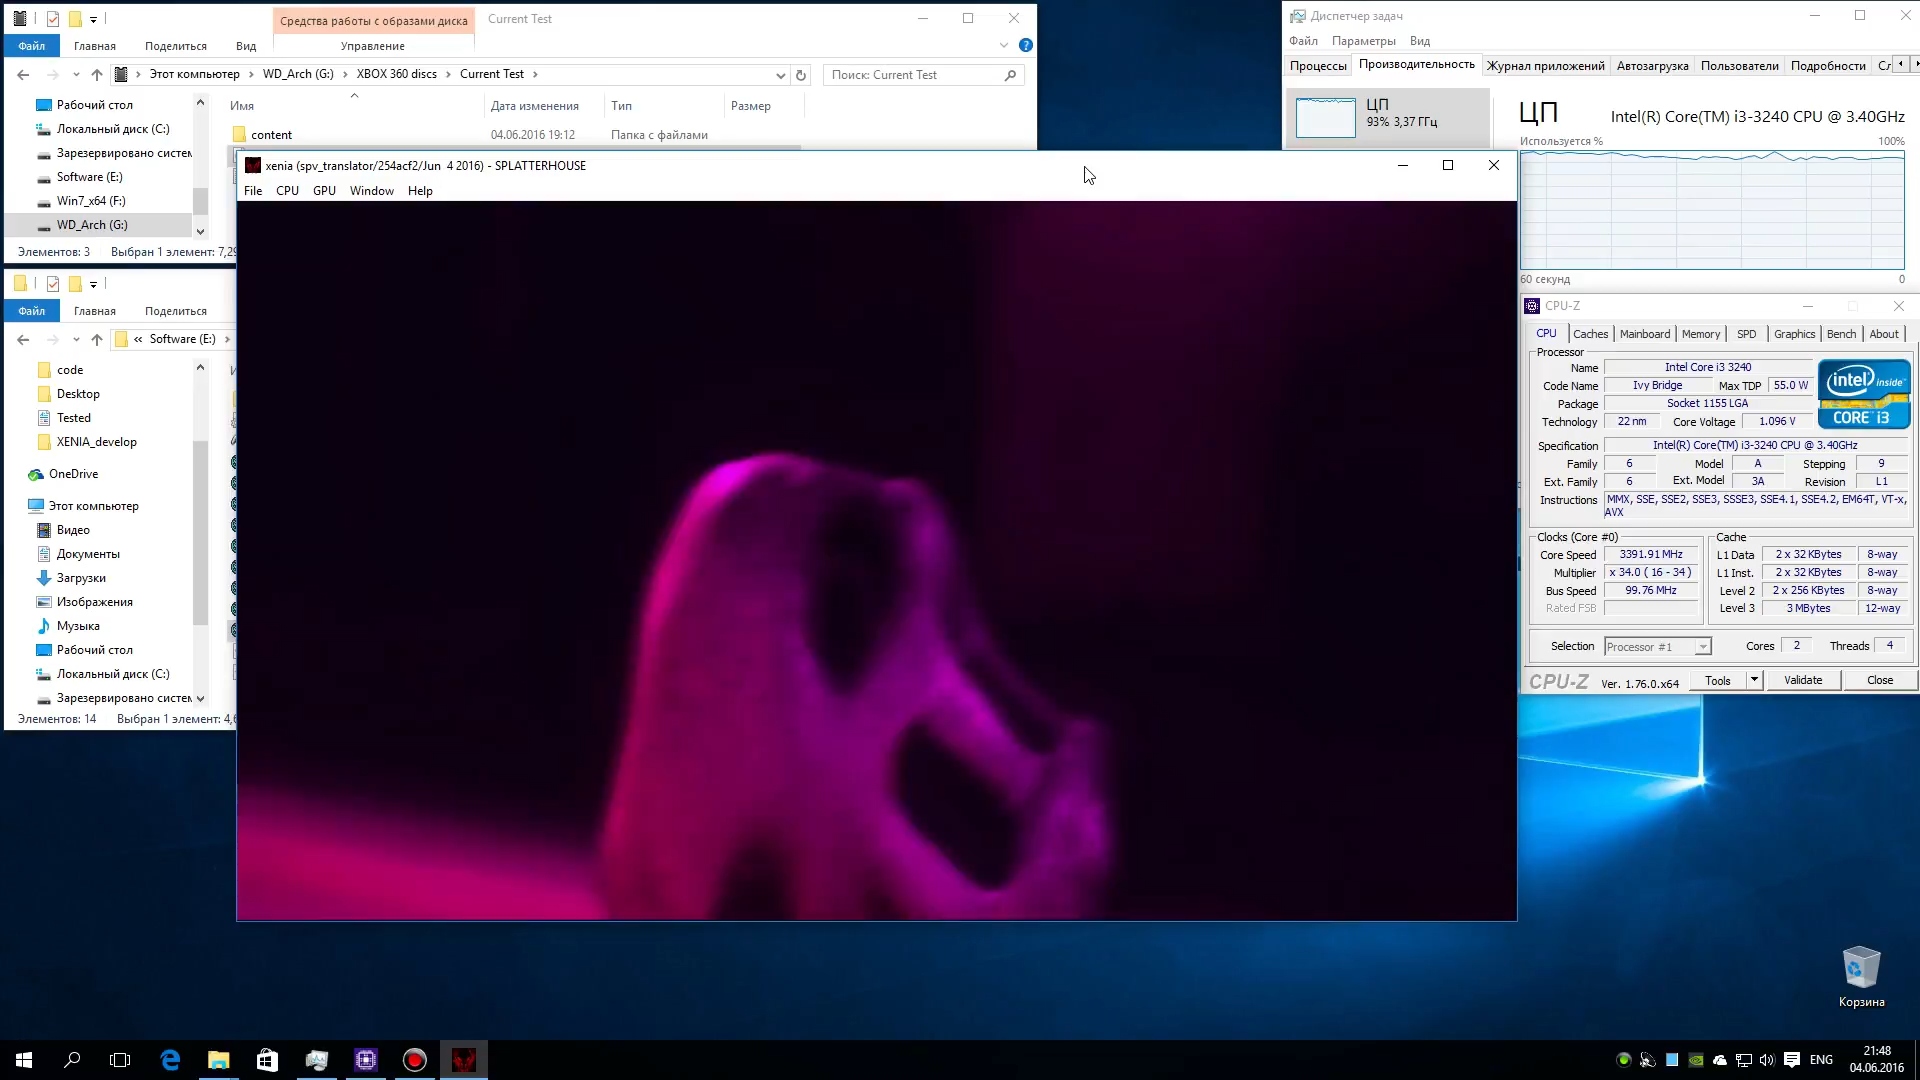 Средства работы с образами диска
Current Test
Файл
Главная
Поделиться
Вид
Управление
Этот компьютер
WD_Arch (G:)
XBOX 360 discs
Current Test
Поиск: Current Test
Имя
Дата изменения
Тип
Размер
content
04.06.2016 19:12
Папка с файлами
Рабочий стол
Локальный диск (C:)
Зарезервировано систем
Software (E:)
Win7_x64 (F:)
WD_Arch (G:)
Элементов: 3
Выбран 1 элемент: 7,29
Файл
Главная
Поделиться
« Software (E:)
code
Desktop
Tested
XENIA_develop
OneDrive
Этот компьютер
Видео
Документы
Загрузки
Изображения
Музыка
Рабочий стол
Локальный диск (C:)
Зарезервировано систем
Элементов: 14
Выбран 1 элемент: 4,6
xenia (spv_translator/254acf2/Jun 4 2016) - SPLATTERHOUSE
File
CPU
GPU
Window
Help
Диспетчер задач
Файл
Параметры
Вид
Процессы
Производительность
Журнал приложений
Автозагрузка
Пользователи
Подробности
Сл
ЦП
93% 3,37 ГГц
ЦП
Intel(R) Core(TM) i3-3240 CPU @ 3.40GHz
Используется %
100%
60 секунд
0
CPU-Z
CPU
Caches
Mainboard
Memory
SPD
Graphics
Bench
About
Processor
Name
Intel Core i3 3240
Code Name
Ivy Bridge
Max TDP
55.0 W
Package
Socket 1155 LGA
Technology
22 nm
Core Voltage
1.096 V
intel inside
CORE i3
Specification
Intel(R) Core(TM) i3-3240 CPU @ 3.40GHz
Family
6
Model
A
Stepping
9
Ext. Family
6
Ext. Model
3A
Revision
L1
Instructions
MMX, SSE, SSE2, SSE3, SSSE3, SSE4.1, SSE4.2, EM64T, VT-x,
AVX
Clocks (Core #0)
Core Speed
3391.91 MHz
Multiplier
x 34.0 ( 16 - 34 )
Bus Speed
99.76 MHz
Rated FSB
Cache
L1 Data
2 x 32 KBytes
8-way
L1 Inst.
2 x 32 KBytes
8-way
Level 2
2 x 256 KBytes
8-way
Level 3
3 MBytes
12-way
Selection
Processor #1
Cores
2
Threads
4
CPU-Z
Ver. 1.76.0.x64
Tools
Validate
Close
Корзина
ENG
21:48
04.06.2016